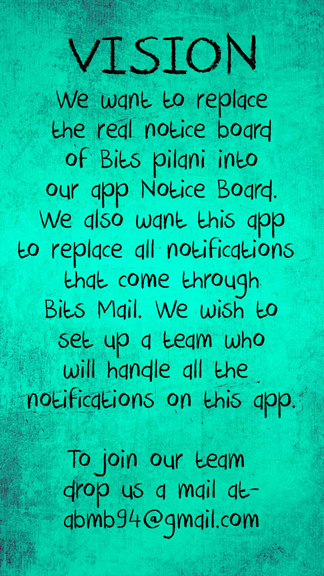 VISION
We want to replace
the real notice board
of Bits pilani into
our app Notice Board.
We also want this app
to replace all notifications
that come through
Bits Mail. We wish to
set up a team who
will handle all the
notifications on this app.
To join our team
drop us a mail at-
abmb94@gmail.com